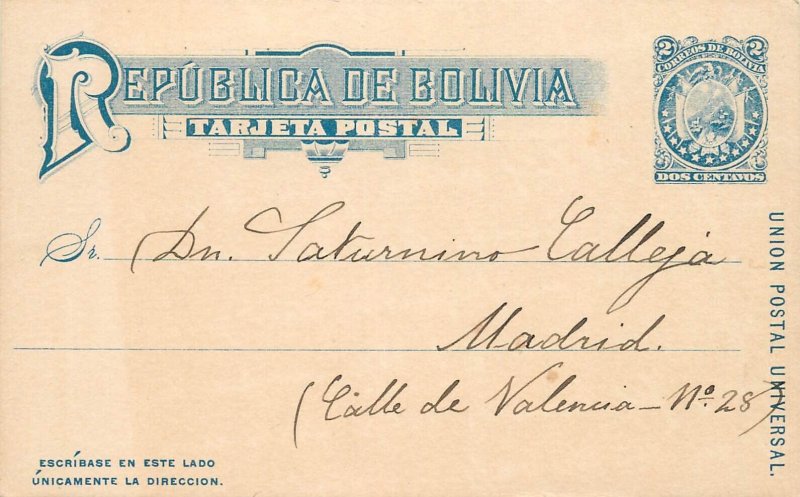 REPÚBLICA DE BOLIVIA
TARJETA POSTAL
2 CORREOS DE BOLIVIA 2
DOS CENTAVOS
Sr. Dn. Saturnino Calleja
Madrid.
(Calle de Valencia - Nº 28)
UNION POSTAL UNIVERSAL.
ESCRÍBASE EN ESTE LADO
ÚNICAMENTE LA DIRECCION.